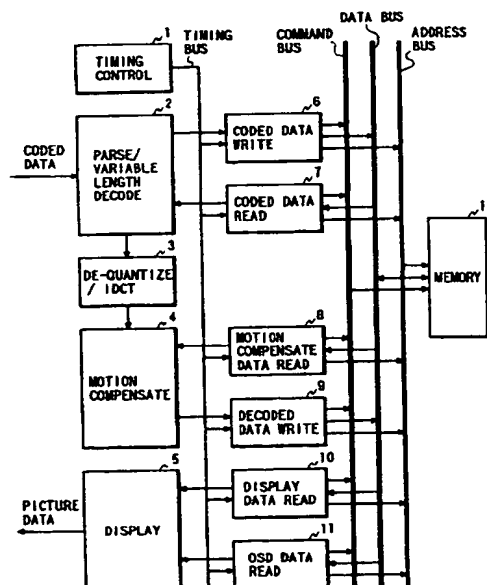 DATA BUS
TIMING BUS
COMMAND BUS
ADDRESS BUS
1
TIMING CONTROL
2
CODED DATA
PARSE/
VARIABLE
LENGTH
DECODE
6
CODED DATA
WRITE
7
CODED DATA
READ
3
DE-QUANTIZE
/ IDCT
1
MEMORY
4
MOTION
COMPENSATE
8
MOTION
COMPENSATE
DATA READ
9
DECODED
DATA WRITE
5
PICTURE
DATA
DISPLAY
10
DISPLAY
DATA READ
11
OSD DATA
READ